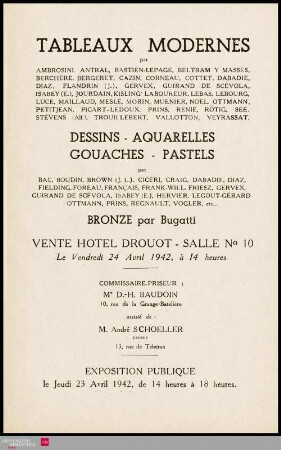 TABLEAUX MODERNES
par
AMBROSINI, ANTRAL, BASTIEN-LEPAGE, BELTRAM Y MASSÈS,
BERCHÈRE, BERGERET, CAZIN, CORNEAU, COTTET, DABADIE,
DIAZ, FLANDRIN (J.), GERVEX, GUIRAND DE SCÉVOLA,
ISABEY (E.), JOURDAIN, KISLING, LABOUREUR, LEBAS, LEBOURG,
LUCE, MAILLAUD, MESLÉ, MORIN, MUENIER, NOEL, OTTMANN,
PETITJEAN, PICART-LEDOUX, PRINS, RENIÉ, ROTIG, SÉE,
STEVENS (Alf.), TROUILLEBERT, VALLOTTON, VEYRASSAT.
DESSINS - AQUARELLES
GOUACHES - PASTELS
par
BAC, BOUDIN, BROWN (J. L.), CICÉRI, CRAIG, DABADIE, DIAZ,
FIELDING, FOREAU, FRANÇAIS, FRANK-WILL, FRIESZ, GERVEX,
GUIRAND DE SCÉVOLA, ISABEY (E.), HERVIER, LEGOUT-GÉRARD
OTTMANN, PRINS, REGNAULT, VOGLER, etc...
BRONZE par Bugatti
VENTE HOTEL DROUOT - SALLE No 10
Le Vendredi 24 Avril 1942, à 14 heures
COMMISSAIRE-PRISEUR :
Me D.-H. BAUDOIN
10, rue de la Grange-Batelière
assisté de :
M. André SCHOELLER
EXPERT
13, rue de Téhéran
EXPOSITION PUBLIQUE
le Jeudi 23 Avril 1942, de 14 heures à 18 heures.